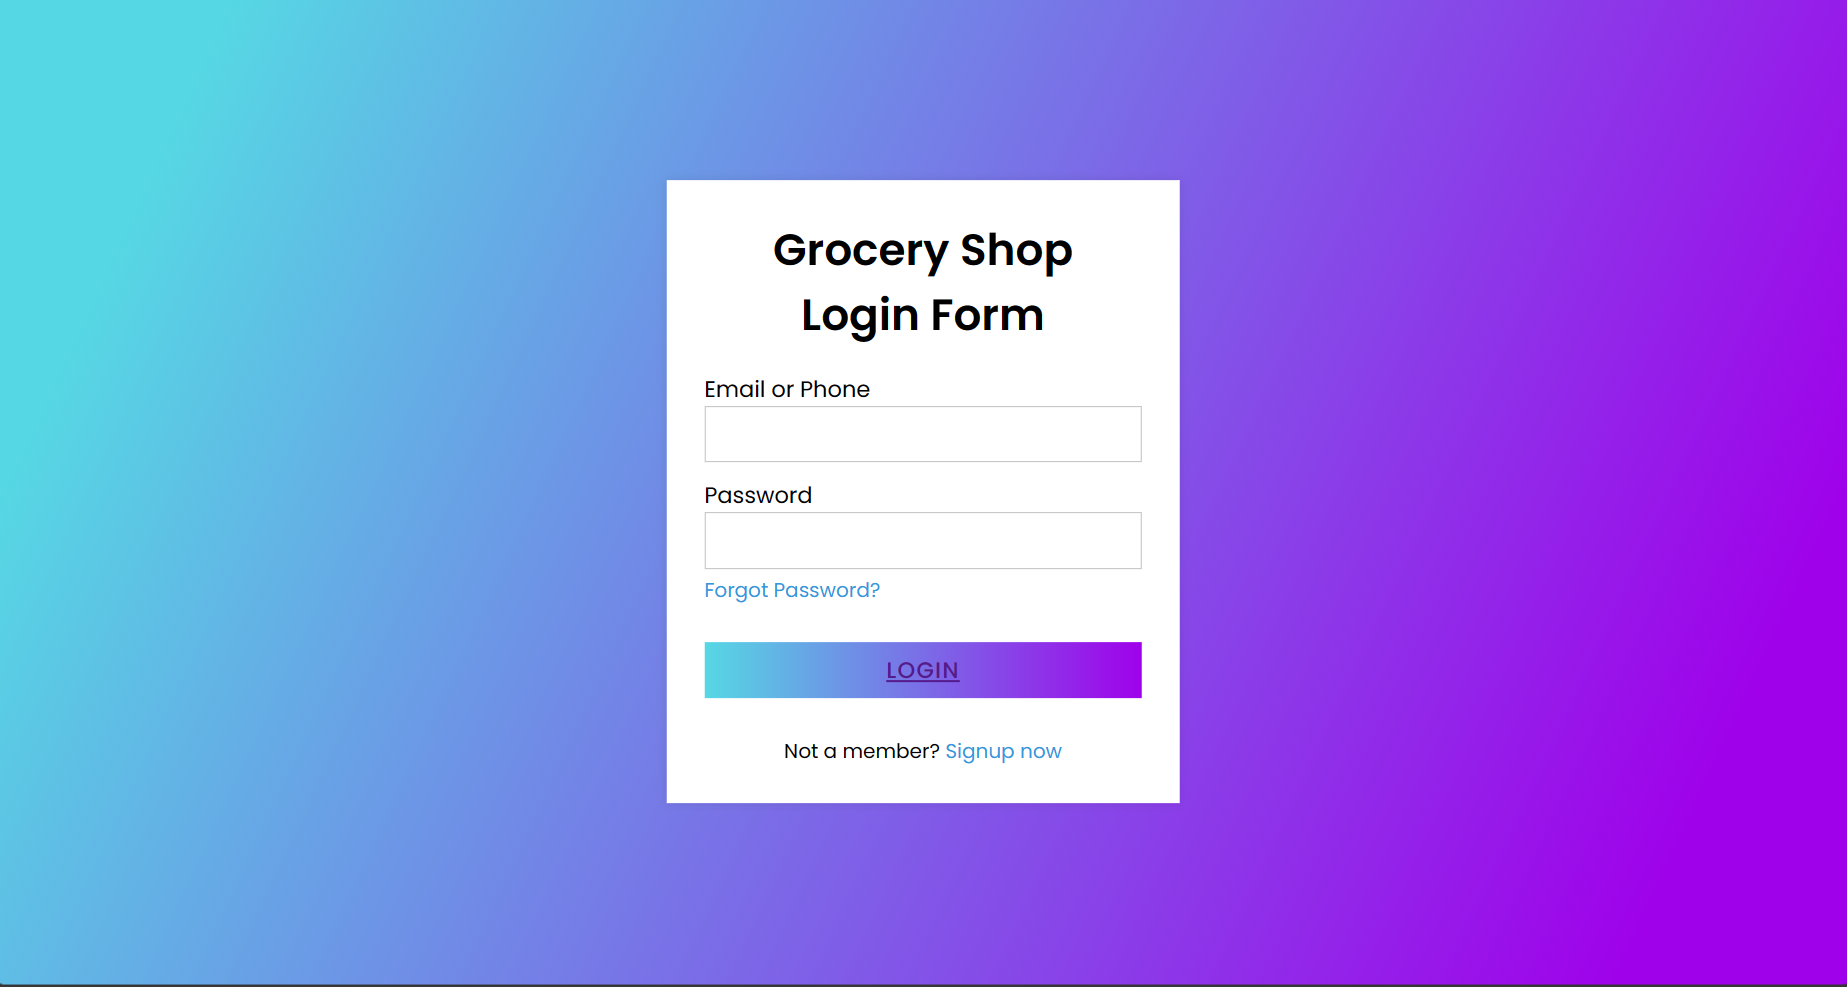 Grocery Shop
Login Form
Email or Phone
Password
Forgot Password?
LOGIN
Not a member? Signup now